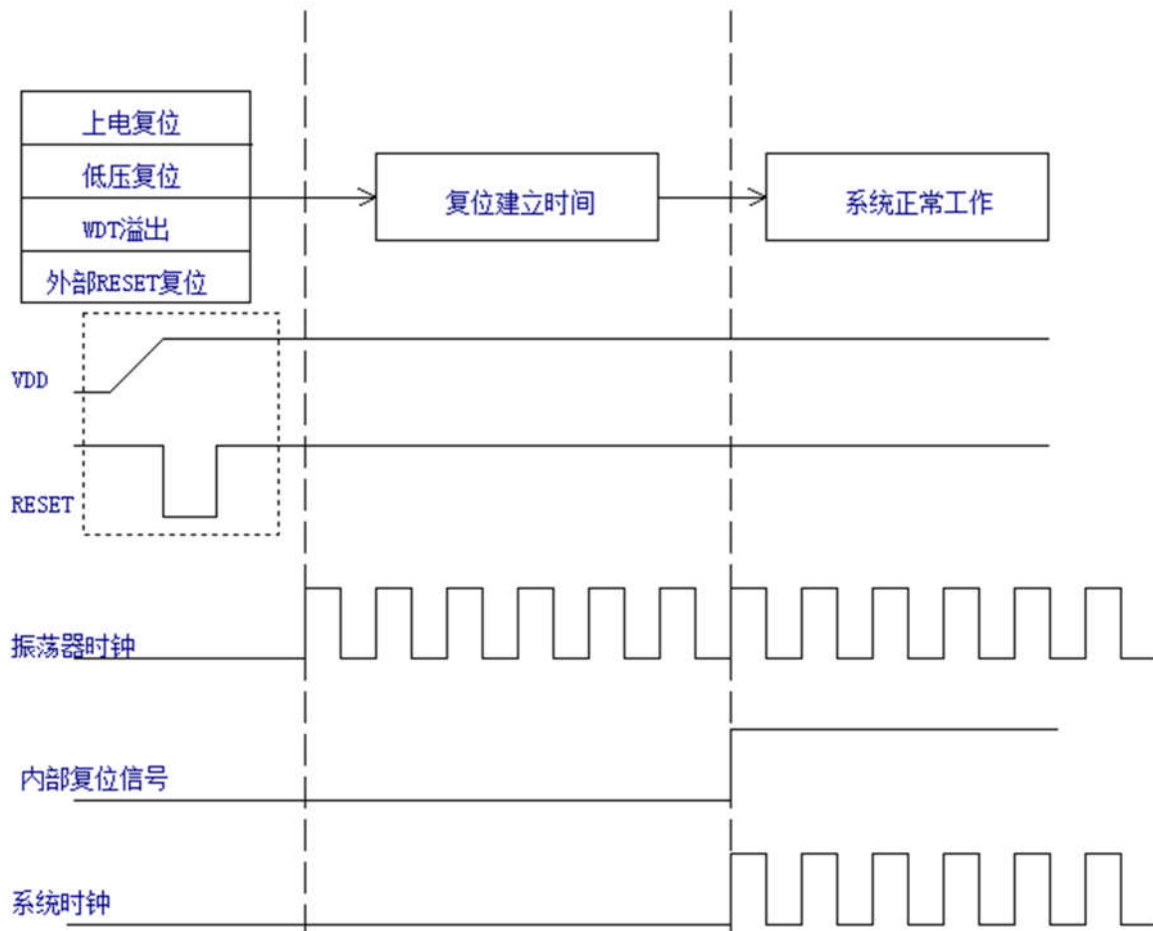 上电复位
低压复位
WDT溢出
外部RESET复位
复位建立时间
系统正常工作
VDD
RESET
振荡器时钟
内部复位信号
系统时钟